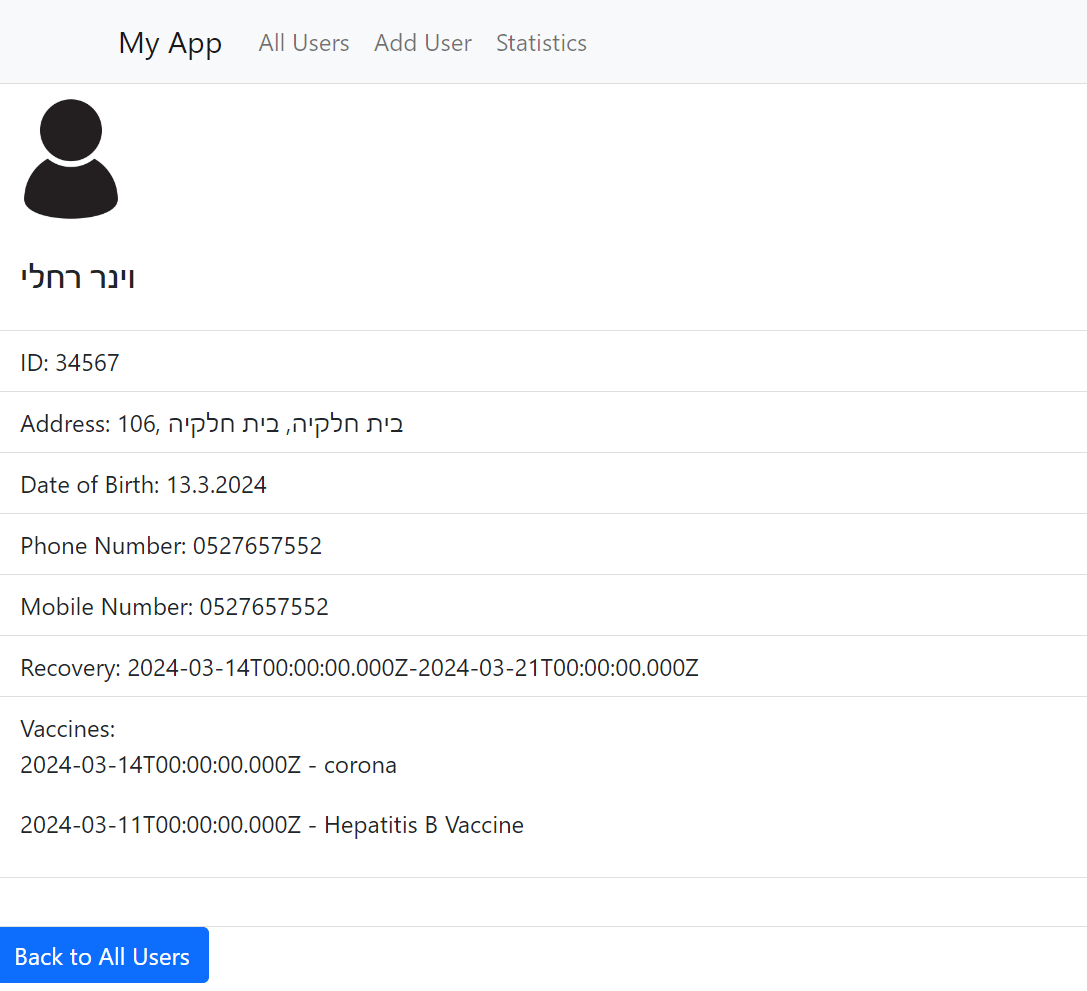 My App All Users Add User Statistics
וינר רחלי
ID: 34567
Address: 106, בית חלקיה, בית חלקיה
Date of Birth: 13.3.2024
Phone Number: 0527657552
Mobile Number: 0527657552
Recovery: 2024-03-14T00:00:00.000Z-2024-03-21T00:00:00.000Z
Vaccines:
2024-03-14T00:00:00.000Z - corona
2024-03-11T00:00:00.000Z - Hepatitis B Vaccine
Back to All Users